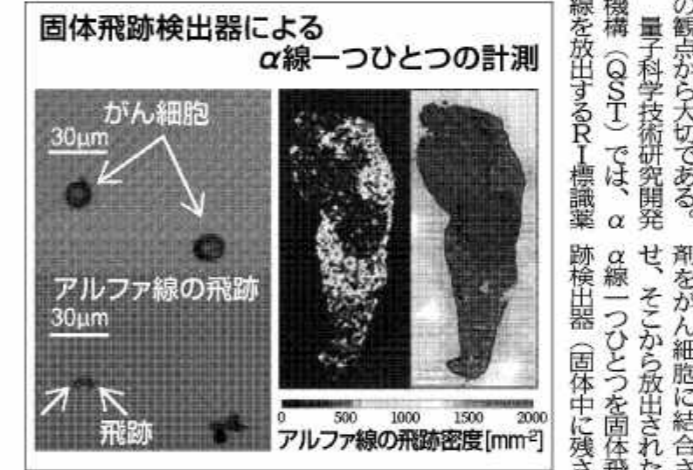 固体飛跡検出器による
α線一つひとつの計測
がん細胞
30μm
アルファ線の飛跡
30μm
飛跡
0 500 1000 1500 2000
アルファ線の飛跡密度[mm-2]
の観点から大切である。
量子科学技術研究開発
機構（QST）では、α
線を放出するRI標識薬
剤をがん細胞に結合さ
せ、そこから放出された
α線一つひとつを固体飛
跡検出器（固体中に残さ